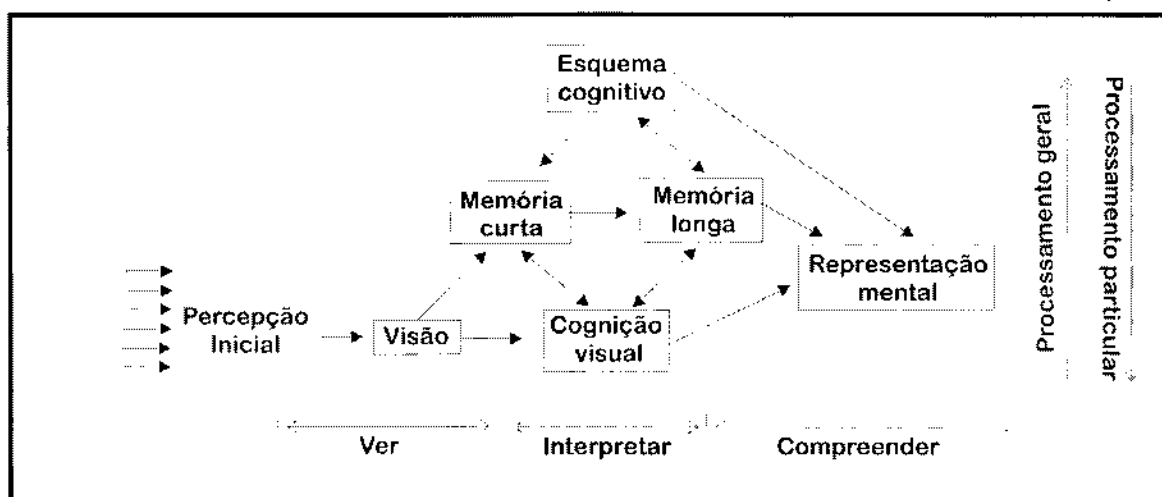 Esquema
cognitivo
Memória
curta
Memória
longa
Representação
mental
Percepção
Inicial
Visão
Cognição
visual
Ver
Interpretar
Compreender
Processamento geral
Processamento particular